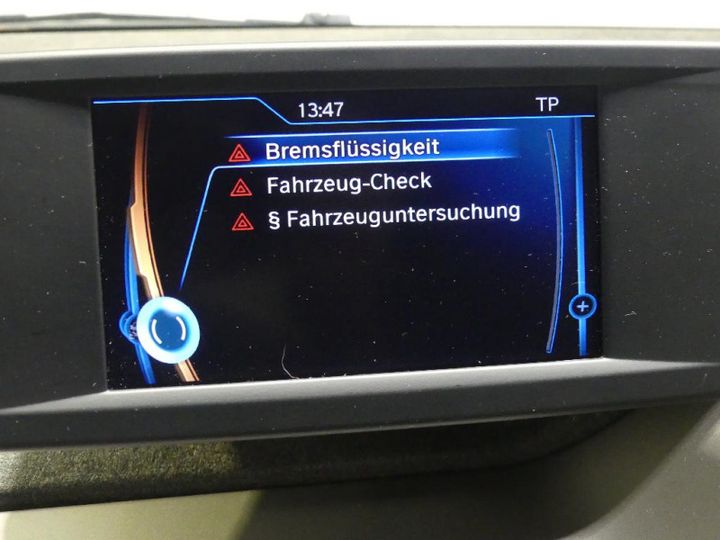 13:47 TP
Bremsflüssigkeit
Fahrzeug-Check
§ Fahrzeuguntersuchung